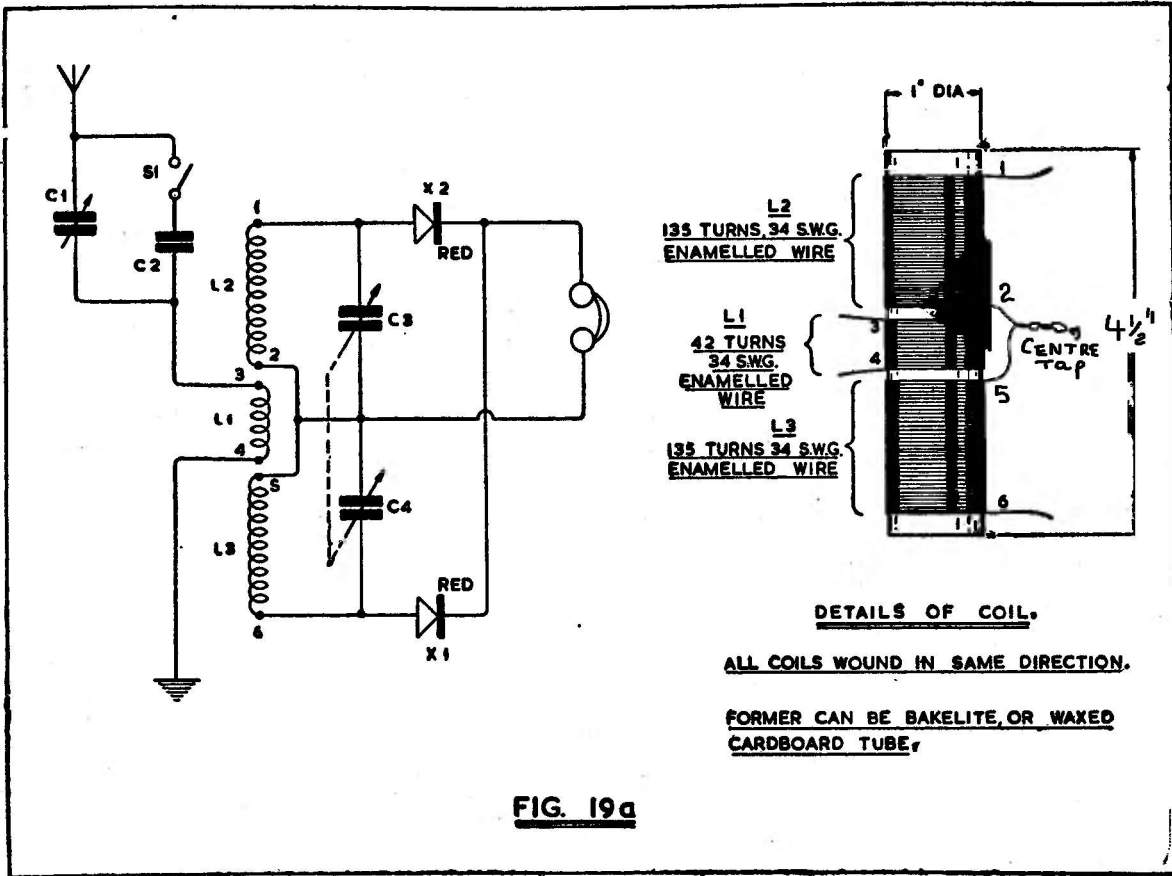 C1
S1
C2
L2
L1
L3
1
2
3
4
5
6
C3
C4
X2
RED
RED
X1
1" DIA
L2
135 TURNS, 34 S.W.G.
ENAMELLED WIRE
L1
42 TURNS
34 S.W.G.
ENAMELLED
WIRE
L3
135 TURNS 34 S.W.G.
ENAMELLED WIRE
1
2
3
4
5
6
CENTRE
TAP
4½"
DETAILS OF COIL.
ALL COILS WOUND IN SAME DIRECTION.
FORMER CAN BE BAKELITE, OR WAXED
CARDBOARD TUBE,
FIG. 19a